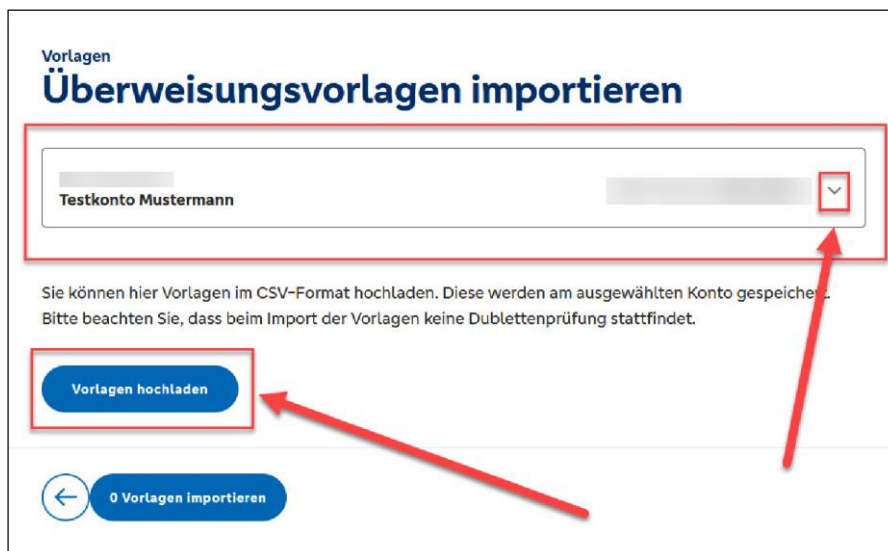 Vorlagen
Überweisungsvorlagen importieren
Testkonto Mustermann
Sie können hier Vorlagen im CSV-Format hochladen. Diese werden am ausgewählten Konto gespeichert.
Bitte beachten Sie, dass beim Import der Vorlagen keine Dublettenprüfung stattfindet.
Vorlagen hochladen
0 Vorlagen importieren